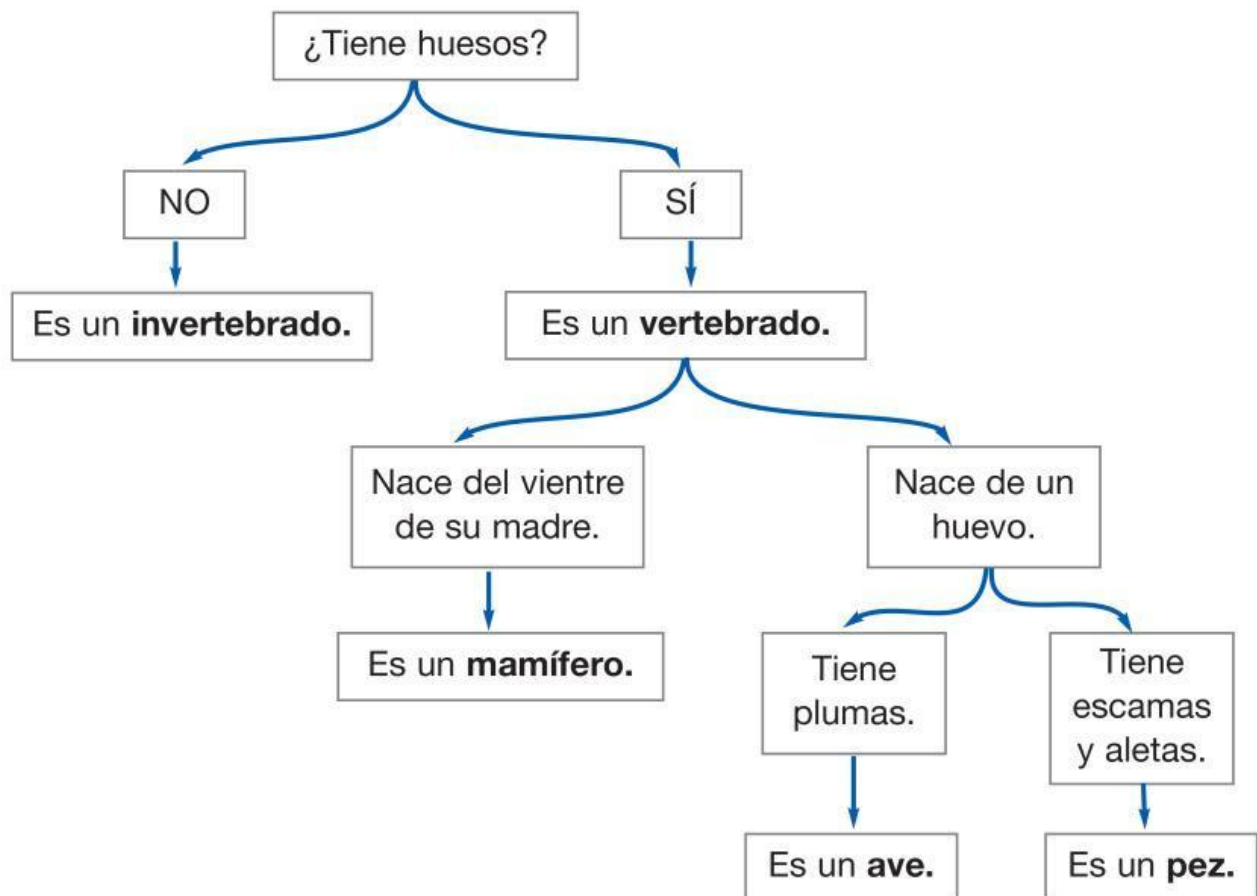 ¿Tiene huesos?
NO
SÍ
Es un invertebrado.
Es un vertebrado.
Nace del vientre
de su madre.
Nace de un
huevo.
Es un mamífero.
Tiene
plumas.
Tiene
escamas
y aletas.
Es un ave.
Es un pez.